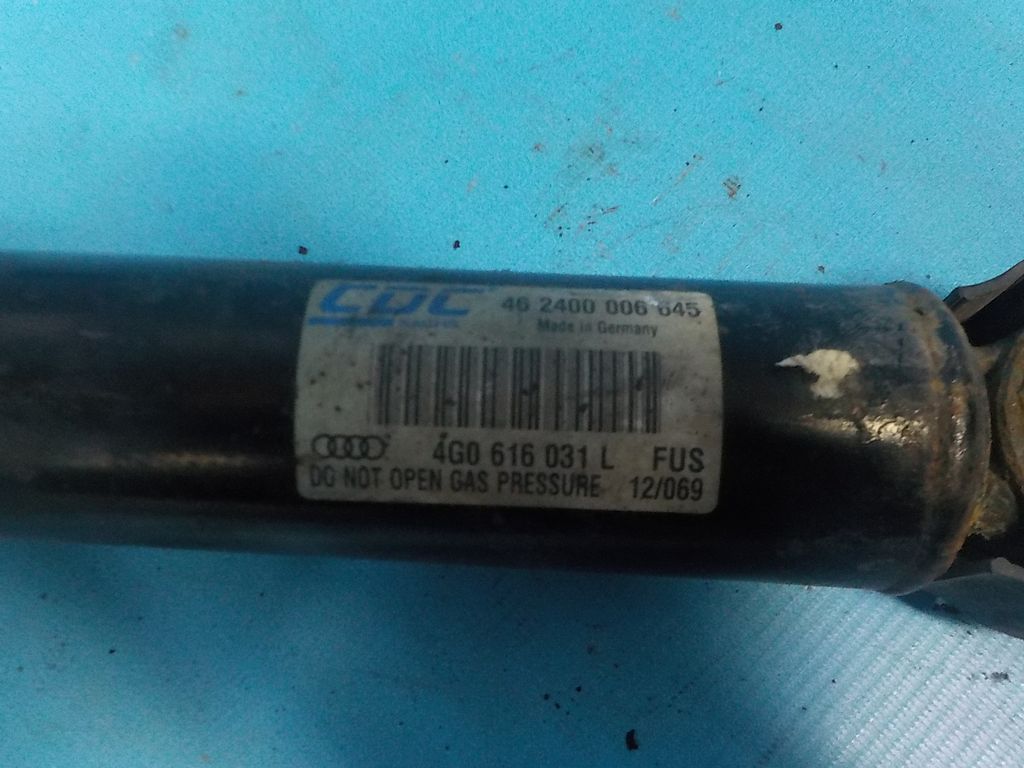 CDC 46 2400 006 645
Made in Germany
4G0 616 031 L FUS
DO NOT OPEN GAS PRESSURE 12/069